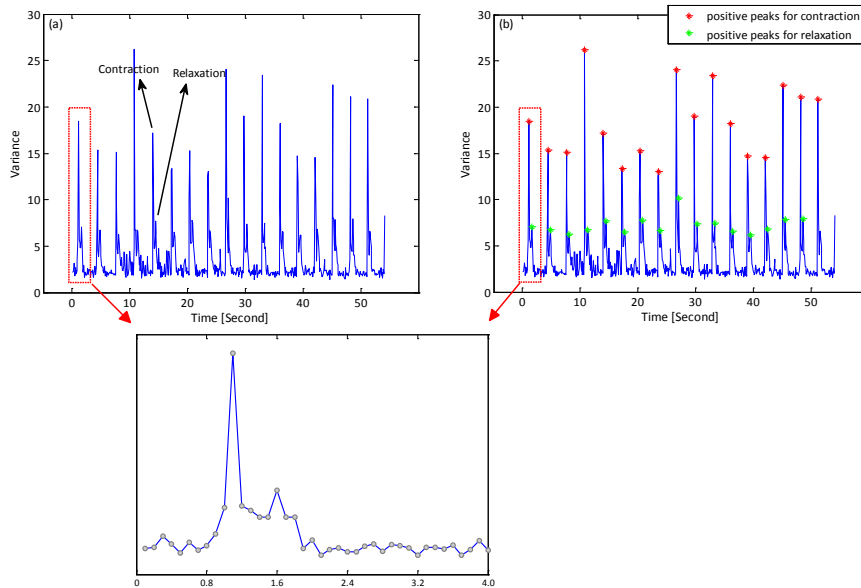 (a)
30
25
20
15
10
5
0
Variance
Contraction
Relaxation
0 10 20 30 40 50
Time [Second]
(b)
positive peaks for contraction
positive peaks for relaxation
30
25
20
15
10
5
0
Variance
0 10 20 30 40 50
Time [Second]
0 0.8 1.6 2.4 3.2 4.0